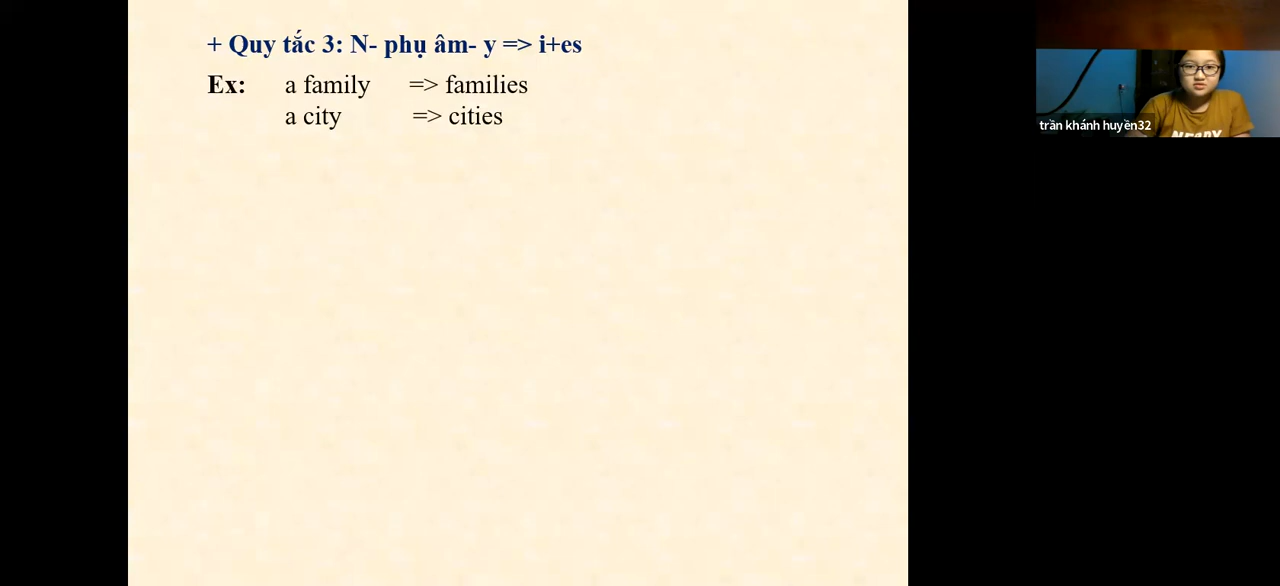 + Quy tắc 3: N- phụ âm- y => i+es
Ex: a family => families
a city => cities
trần khánh huyền32